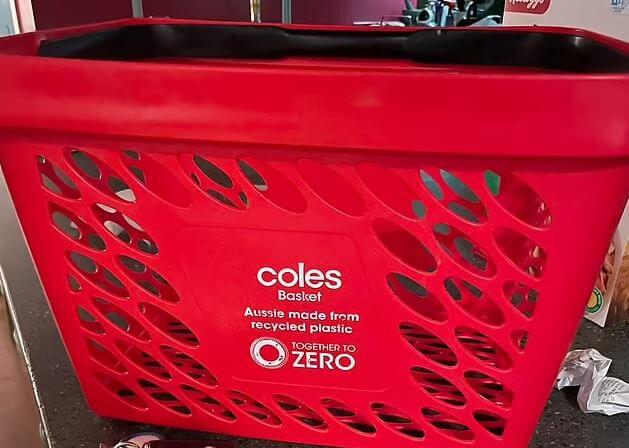 coles
Basket
Aussie made from
recycled plastic
TOGETHER TO
ZERO